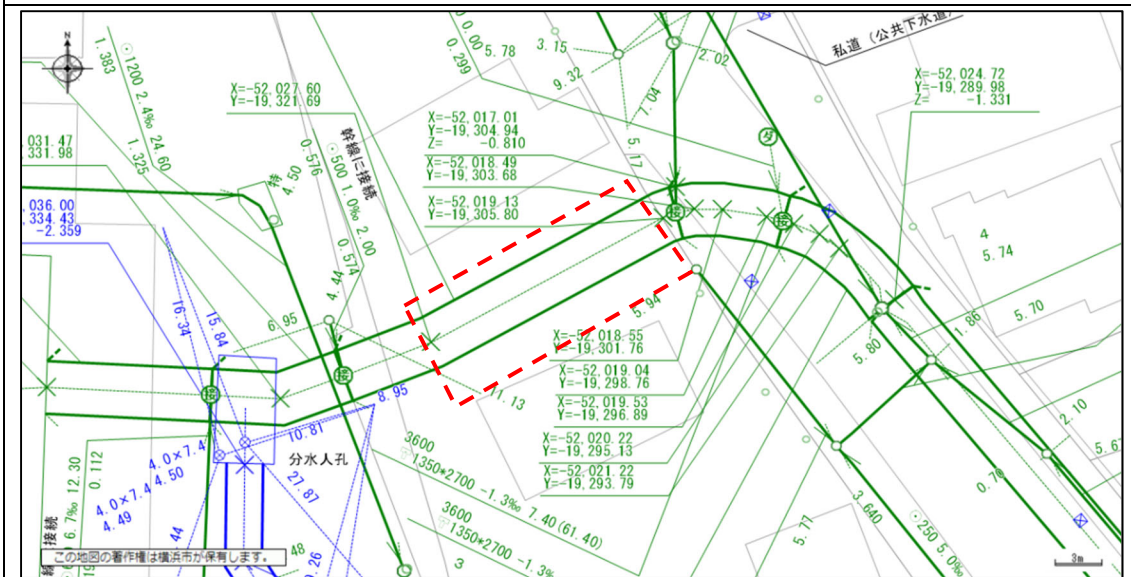 N
1.383
⊙1200 2.4‰ 24.60
1.325
0.00
0.299
5.78
3.15
9.32
7.04
5.17
2.02
私道（公共下水道）
X=-52,027.60
Y=-19,321.69
X=-52,017.01
Y=-19,304.94
Z= -0.810
X=-52,018.49
Y=-19,303.68
X=-52,019.13
Y=-19,305.80
X=-52,024.72
Y=-19,289.98
Z= -1.331
031.47
331.98
036.00
334.43
-2.359
特
4.50
0.576
⊙500 1.0‰ 2.00
0.574
幹線に接続
4.44
ダ
接
接
接
接
4
5.74
5.70
1.86
5.80
5.94
16.34
15.84
6.95
11.13
8.95
10.81
27.87
分水人孔
4.0×7.4
4.50
4.0×7.4
4.49
44
X=-52,018.55
Y=-19,301.76
X=-52,019.04
Y=-19,298.76
X=-52,019.53
Y=-19,296.89
X=-52,020.22
Y=-19,295.13
X=-52,021.22
Y=-19,293.79
3600
1350*2700 -1.3‰ 7.40(61.40)
3600
1350*2700 -1.3‰
3
2.10
5.67
0.70
3.640
⊙250 5.0‰
5.77
6.7‰ 12.30
0.112
接続
48
0.26
この地図の著作権は横浜市が保有します。
3m